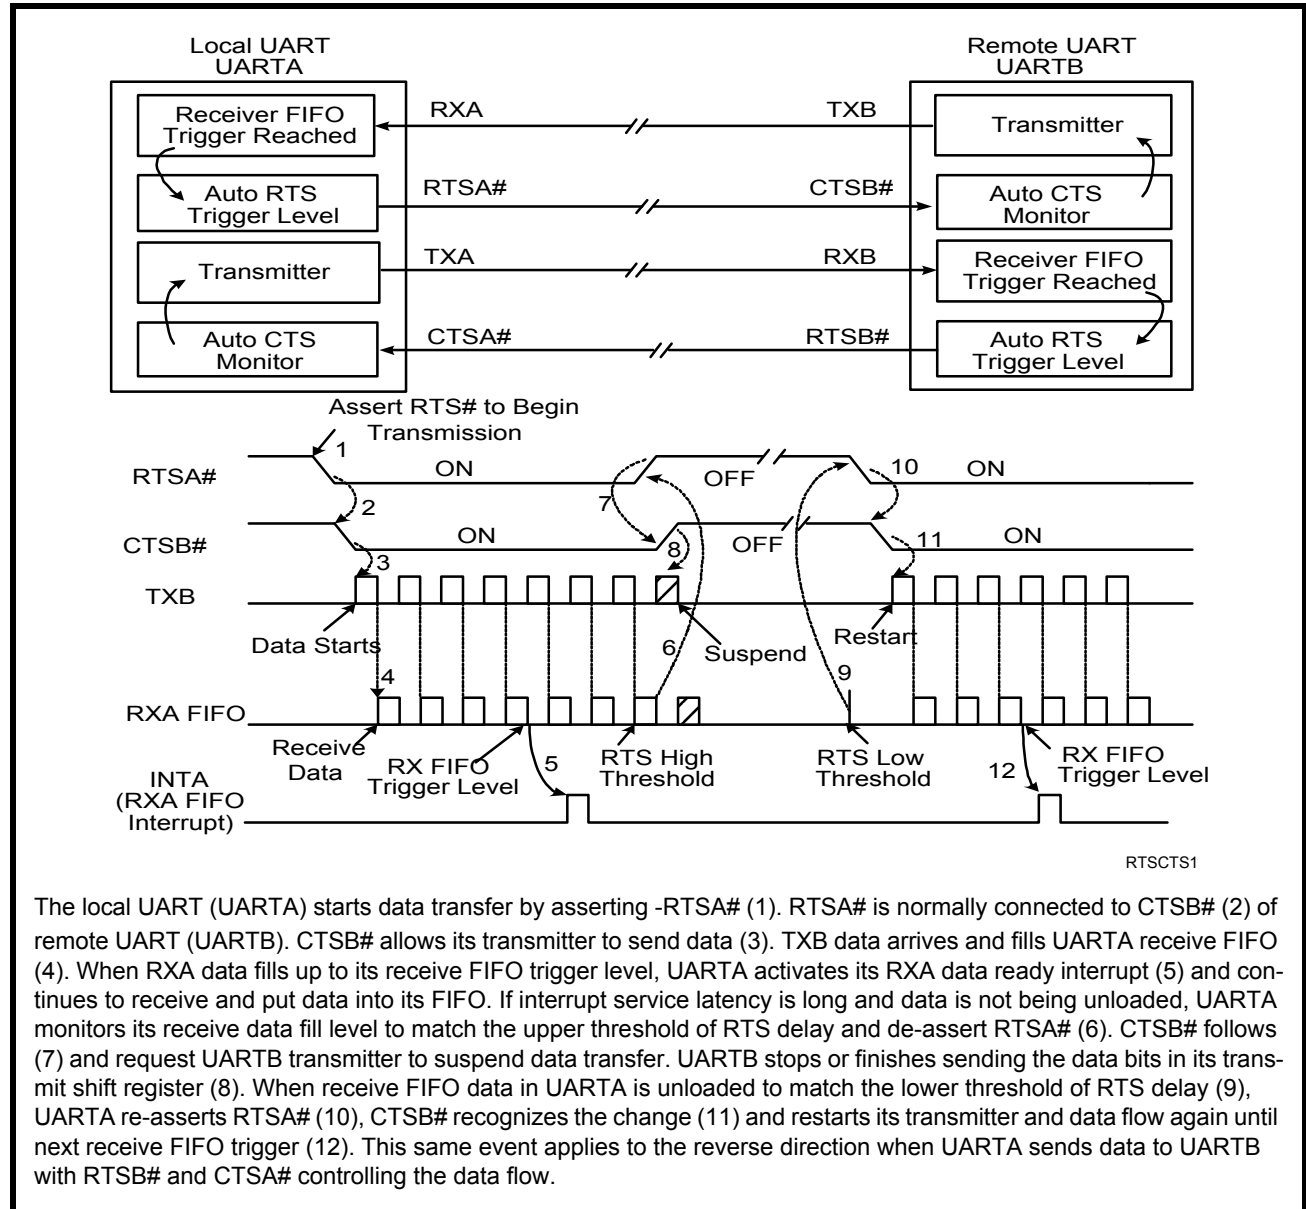 Local UART
UARTA
Remote UART
UARTB
Receiver FIFO
Trigger Reached
RXA
TXB
Transmitter
Auto RTS
Trigger Level
RTSA#
CTSB#
Auto CTS
Monitor
Transmitter
TXA
RXB
Receiver FIFO
Trigger Reached
Auto CTS
Monitor
CTSA#
RTSB#
Auto RTS
Trigger Level
Assert RTS# to Begin
Transmission
RTSA#
1
ON
7
OFF
10
ON
2
CTSB#
ON
8
OFF
11
ON
3
TXB
Data Starts
6
Suspend
Restart
4
9
RXA FIFO
Receive
Data
RX FIFO
Trigger Level
5
RTS High
Threshold
RTS Low
Threshold
12
RX FIFO
Trigger Level
INTA
(RXA FIFO
Interrupt)
RTSCTS1
The local UART (UARTA) starts data transfer by asserting -RTSA# (1). RTSA# is normally connected to CTSB# (2) of
remote UART (UARTB). CTSB# allows its transmitter to send data (3). TXB data arrives and fills UARTA receive FIFO
(4). When RXA data fills up to its receive FIFO trigger level, UARTA activates its RXA data ready interrupt (5) and con-
tinues to receive and put data into its FIFO. If interrupt service latency is long and data is not being unloaded, UARTA
monitors its receive data fill level to match the upper threshold of RTS delay and de-assert RTSA# (6). CTSB# follows
(7) and request UARTB transmitter to suspend data transfer. UARTB stops or finishes sending the data bits in its trans-
mit shift register (8). When receive FIFO data in UARTA is unloaded to match the lower threshold of RTS delay (9),
UARTA re-asserts RTSA# (10), CTSB# recognizes the change (11) and restarts its transmitter and data flow again until
next receive FIFO trigger (12). This same event applies to the reverse direction when UARTA sends data to UARTB
with RTSB# and CTSA# controlling the data flow.